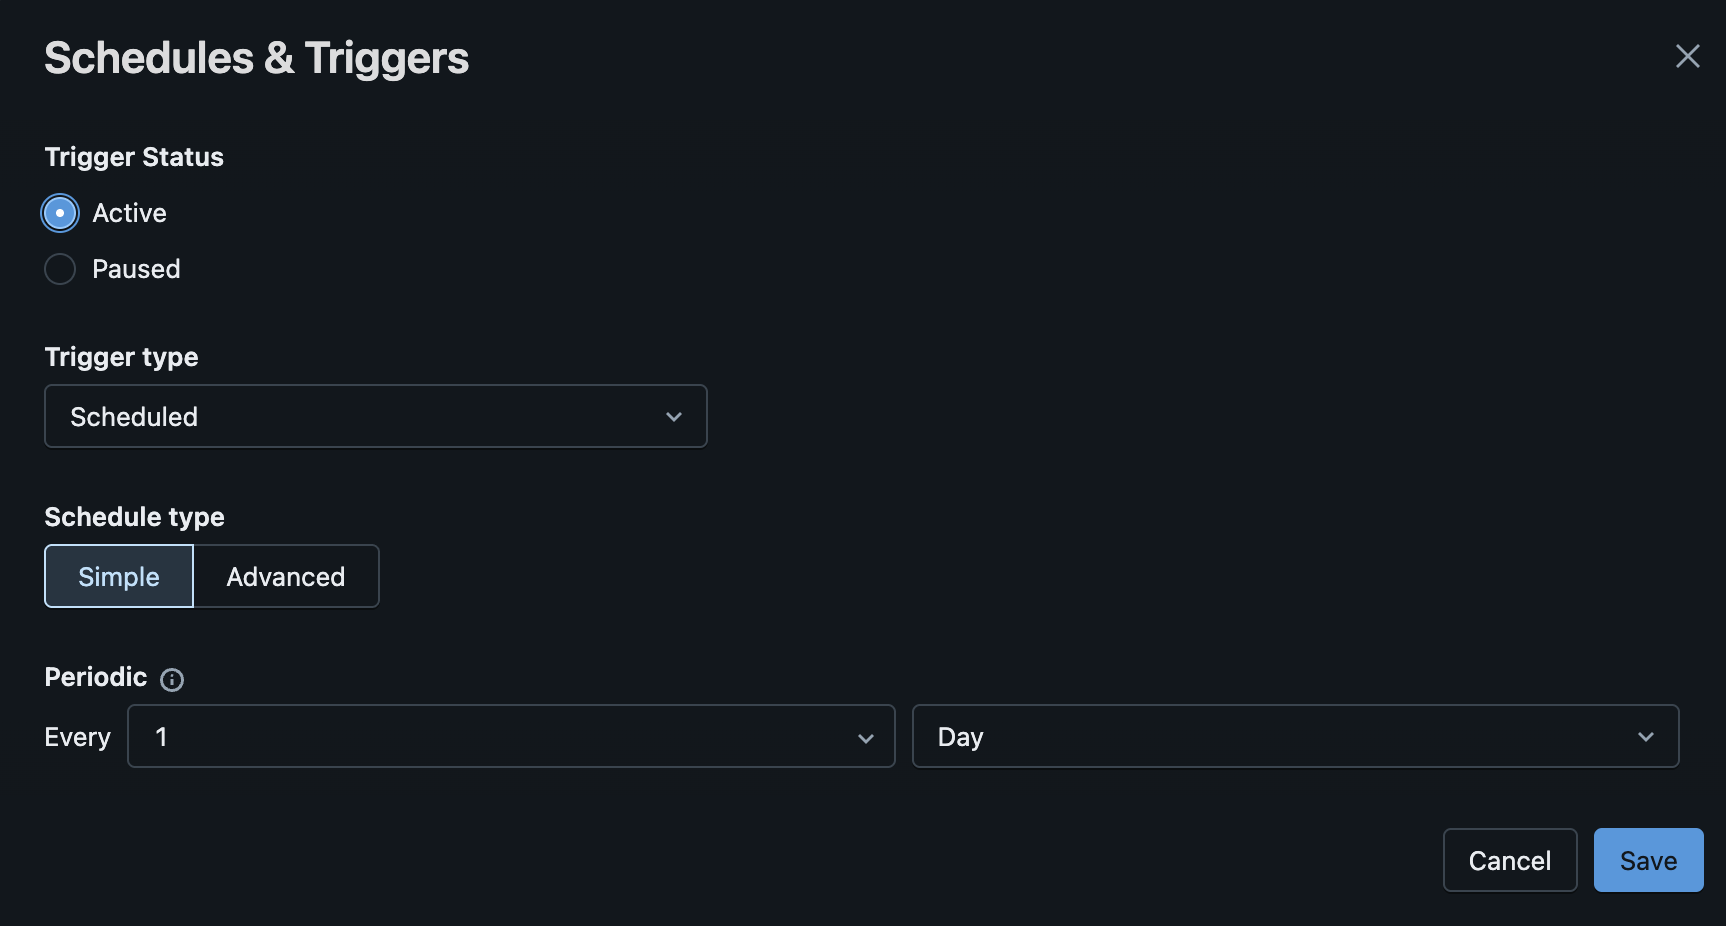 Schedules & Triggers
Trigger Status
Active
Paused
Trigger type
Scheduled
Schedule type
Simple Advanced
Periodic
Every 1 Day
Cancel Save